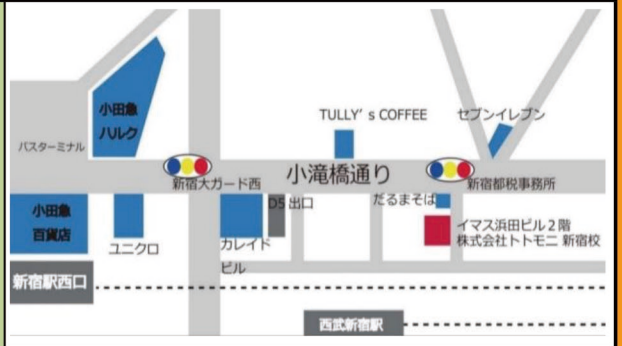 小田急
ハルク
バスターミナル
TULLY's COFFEE
セブンイレブン
新宿大ガード西
小滝橋通り
新宿都税事務所
小田急
百貨店
ユニクロ
カレイド
ビル
D5 出口
だるまそば
イマス浜田ビル2階
株式会社トトモニ 新宿校
新宿駅西口
西武新宿駅